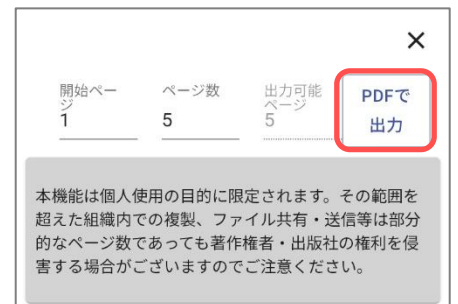 ×
開始ペー
ジ
ページ数
出力可能
ページ
1
5
5
PDFで
出力
本機能は個人使用の目的に限定されます。その範囲を
超えた組織内での複製、ファイル共有・送信等は部分
的なページ数であっても著作権者・出版社の権利を侵
害する場合がございますのでご注意ください。